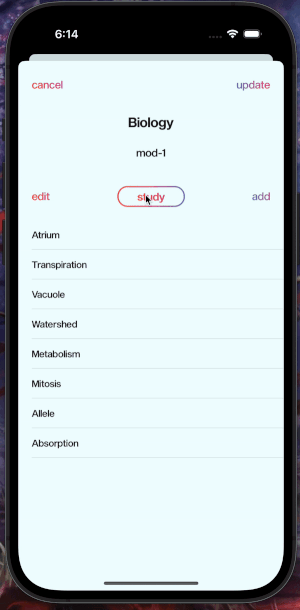 6:14
cancel update
Biology
mod-1
edit study add
Atrium
Transpiration
Vacuole
Watershed
Metabolism
Mitosis
Allele
Absorption